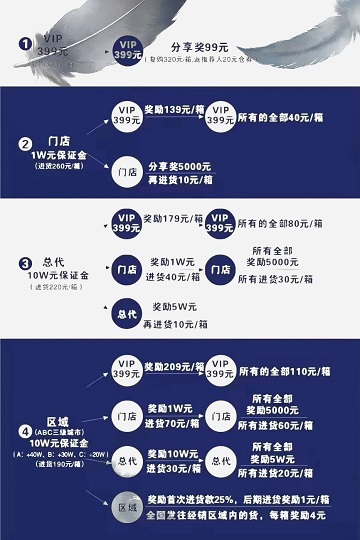 1
VIP
399元
VIP
399元
分享奖99元
2
门店
1W元保证金
(进货260元/箱)
VIP
399元
奖励139元/箱
VIP
399元
所有的全部40元/箱
门店
分享奖5000元
再进货10元/箱
3
总代
10W元保证金
(进货220元/箱)
VIP
399元
奖励179元/箱
VIP
399元
所有的全部80元/箱
门店
奖励1W元
进货40元/箱
门店
所有全部
奖励5000元
所有进货30元/箱
总代
奖励5W元
再进货10元/箱
4
区域
(ABC三级城市)
10W元保证金
(A: +40W、B: +30W、C: -20W)
(进货190元/箱)
VIP
399元
奖励209元/箱
VIP
399元
所有的全部110元/箱
门店
奖励1W元
进货70元/箱
门店
所有全部
奖励5000元
所有进货60元/箱
总代
奖励10W元
进货30元/箱
总代
所有全部
奖励5W元
所有进货20元/箱
区域
奖励首次进货款25%，后期进货奖励1元/箱
全国发往经销区域内的货，每箱奖励4元